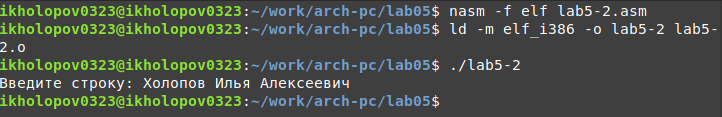 ikholopov0323@ikholopov0323:~/work/arch-pc/lab05$ nasm -f elf lab5-2.asm
ikholopov0323@ikholopov0323:~/work/arch-pc/lab05$ ld -m elf_i386 -o lab5-2 lab5-
2.o
ikholopov0323@ikholopov0323:~/work/arch-pc/lab05$ ./lab5-2
Введите строку: Холопов Илья Алексеевич
ikholopov0323@ikholopov0323:~/work/arch-pc/lab05$